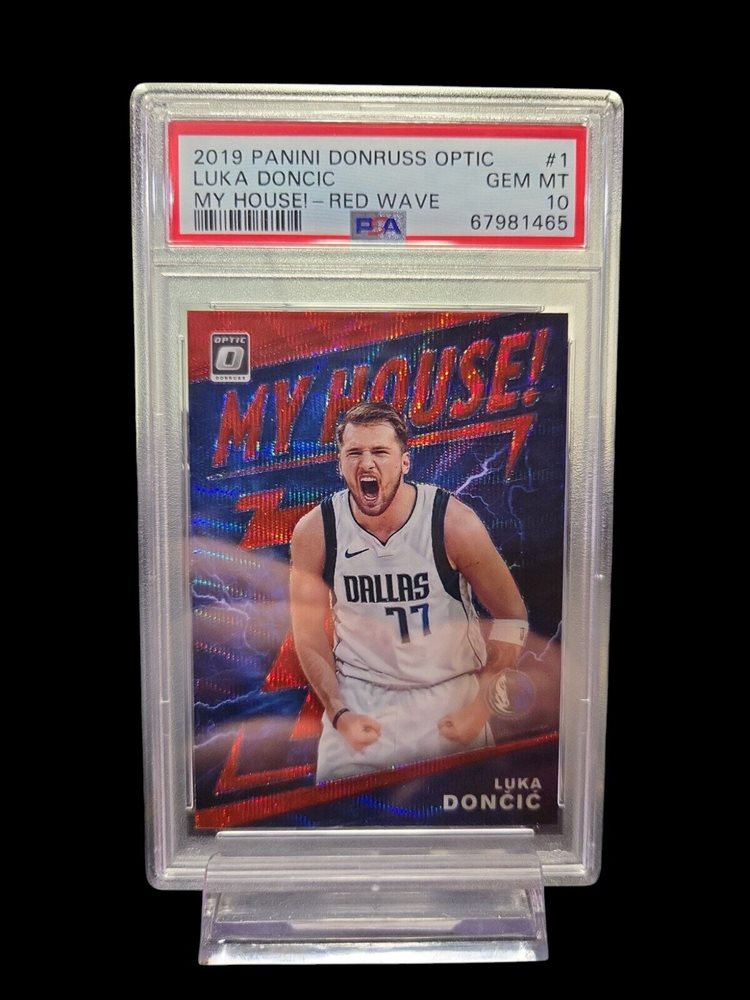 2019 PANINI DONRUSS OPTIC #1
LUKA DONCIC GEM MT
MY HOUSE! - RED WAVE 10
PSA 67981465
OPTIC
O
DONRUSS
MY HOUSE!
DALLAS
77
LUKA
DONČIĆ